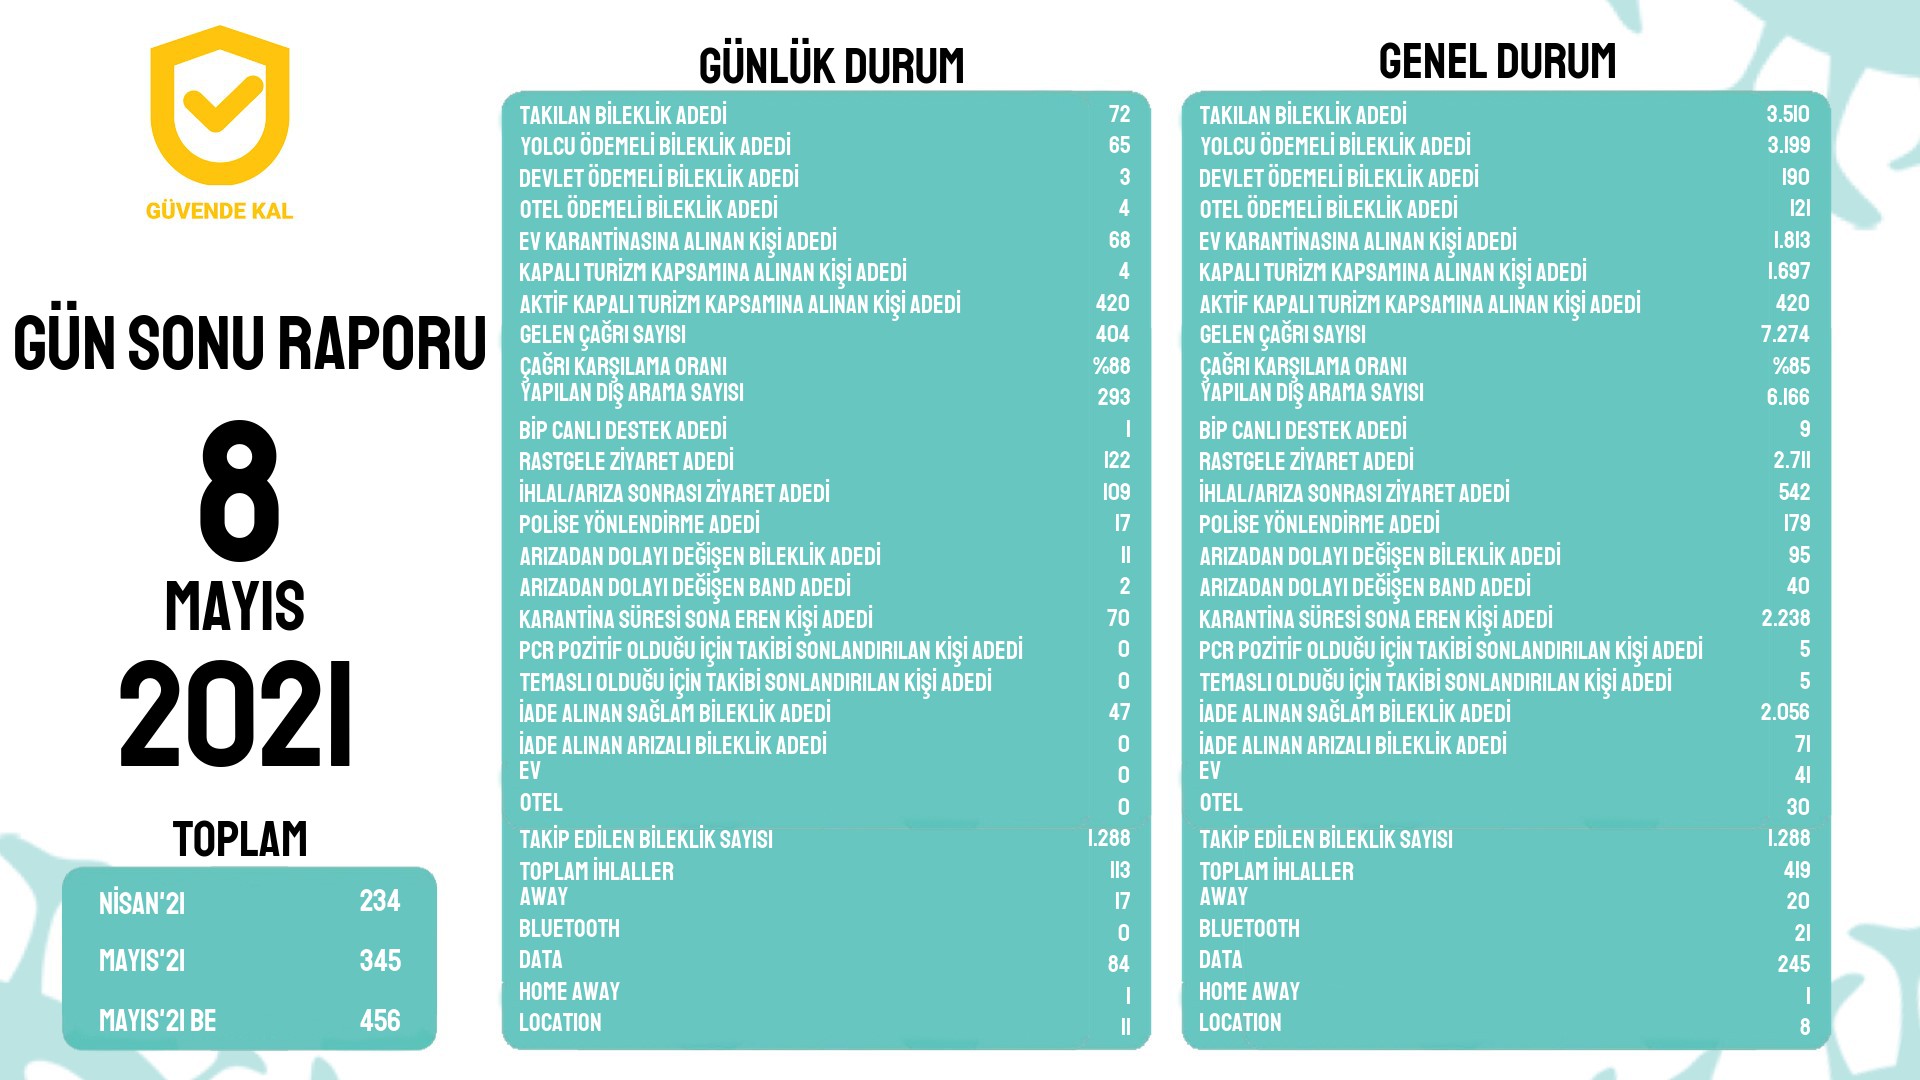 GÜVENDE KAL
GÜN SONU RAPORU
8
MAYIS
2021
TOPLAM
NİSAN'21 234
MAYIS'21 345
MAYIS'21 BE 456
GÜNLÜK DURUM
TAKILAN BİLEKLİK ADEDİ 72
YOLCU ÖDEMELİ BİLEKLİK ADEDİ 65
DEVLET ÖDEMELİ BİLEKLİK ADEDİ 3
OTEL ÖDEMELİ BİLEKLİK ADEDİ 4
EV KARANTİNASINA ALINAN KİŞİ ADEDİ 68
KAPALI TURİZM KAPSAMINA ALINAN KİŞİ ADEDİ 4
AKTİF KAPALI TURİZM KAPSAMINA ALINAN KİŞİ ADEDİ 420
GELEN ÇAĞRI SAYISI 404
ÇAĞRI KARŞILAMA ORANI %88
YAPILAN DIŞ ARAMA SAYISI 293
BİP CANLI DESTEK ADEDİ 1
RASTGELE ZİYARET ADEDİ 122
İHLAL/ARIZA SONRASI ZİYARET ADEDİ 109
POLİSE YÖNLENDİRME ADEDİ 17
ARIZADAN DOLAYI DEĞİŞEN BİLEKLİK ADEDİ 11
ARIZADAN DOLAYI DEĞİŞEN BAND ADEDİ 2
KARANTİNA SÜRESİ SONA EREN KİŞİ ADEDİ 70
PCR POZİTİF OLDUĞU İÇİN TAKİBİ SONLANDIRILAN KİŞİ ADEDİ 0
TEMASLI OLDUĞU İÇİN TAKİBİ SONLANDIRILAN KİŞİ ADEDİ 0
İADE ALINAN SAĞLAM BİLEKLİK ADEDİ 47
İADE ALINAN ARIZALI BİLEKLİK ADEDİ 0
EV 0
OTEL 0
TAKİP EDİLEN BİLEKLİK SAYISI 1.288
TOPLAM İHLALLER 113
AWAY 17
BLUETOOTH 0
DATA 84
HOME AWAY 1
LOCATION 11
GENEL DURUM
TAKILAN BİLEKLİK ADEDİ 3.510
YOLCU ÖDEMELİ BİLEKLİK ADEDİ 3.199
DEVLET ÖDEMELİ BİLEKLİK ADEDİ 190
OTEL ÖDEMELİ BİLEKLİK ADEDİ 121
EV KARANTİNASINA ALINAN KİŞİ ADEDİ 1.813
KAPALI TURİZM KAPSAMINA ALINAN KİŞİ ADEDİ 1.697
AKTİF KAPALI TURİZM KAPSAMINA ALINAN KİŞİ ADEDİ 420
GELEN ÇAĞRI SAYISI 7.274
ÇAĞRI KARŞILAMA ORANI %85
YAPILAN DIŞ ARAMA SAYISI 6.166
BİP CANLI DESTEK ADEDİ 9
RASTGELE ZİYARET ADEDİ 2.711
İHLAL/ARIZA SONRASI ZİYARET ADEDİ 542
POLİSE YÖNLENDİRME ADEDİ 179
ARIZADAN DOLAYI DEĞİŞEN BİLEKLİK ADEDİ 95
ARIZADAN DOLAYI DEĞİŞEN BAND ADEDİ 40
KARANTİNA SÜRESİ SONA EREN KİŞİ ADEDİ 2.238
PCR POZİTİF OLDUĞU İÇİN TAKİBİ SONLANDIRILAN KİŞİ ADEDİ 5
TEMASLI OLDUĞU İÇİN TAKİBİ SONLANDIRILAN KİŞİ ADEDİ 5
İADE ALINAN SAĞLAM BİLEKLİK ADEDİ 2.056
İADE ALINAN ARIZALI BİLEKLİK ADEDİ 71
EV 41
OTEL 30
TAKİP EDİLEN BİLEKLİK SAYISI 1.288
TOPLAM İHLALLER 419
AWAY 20
BLUETOOTH 21
DATA 245
HOME AWAY 1
LOCATION 8